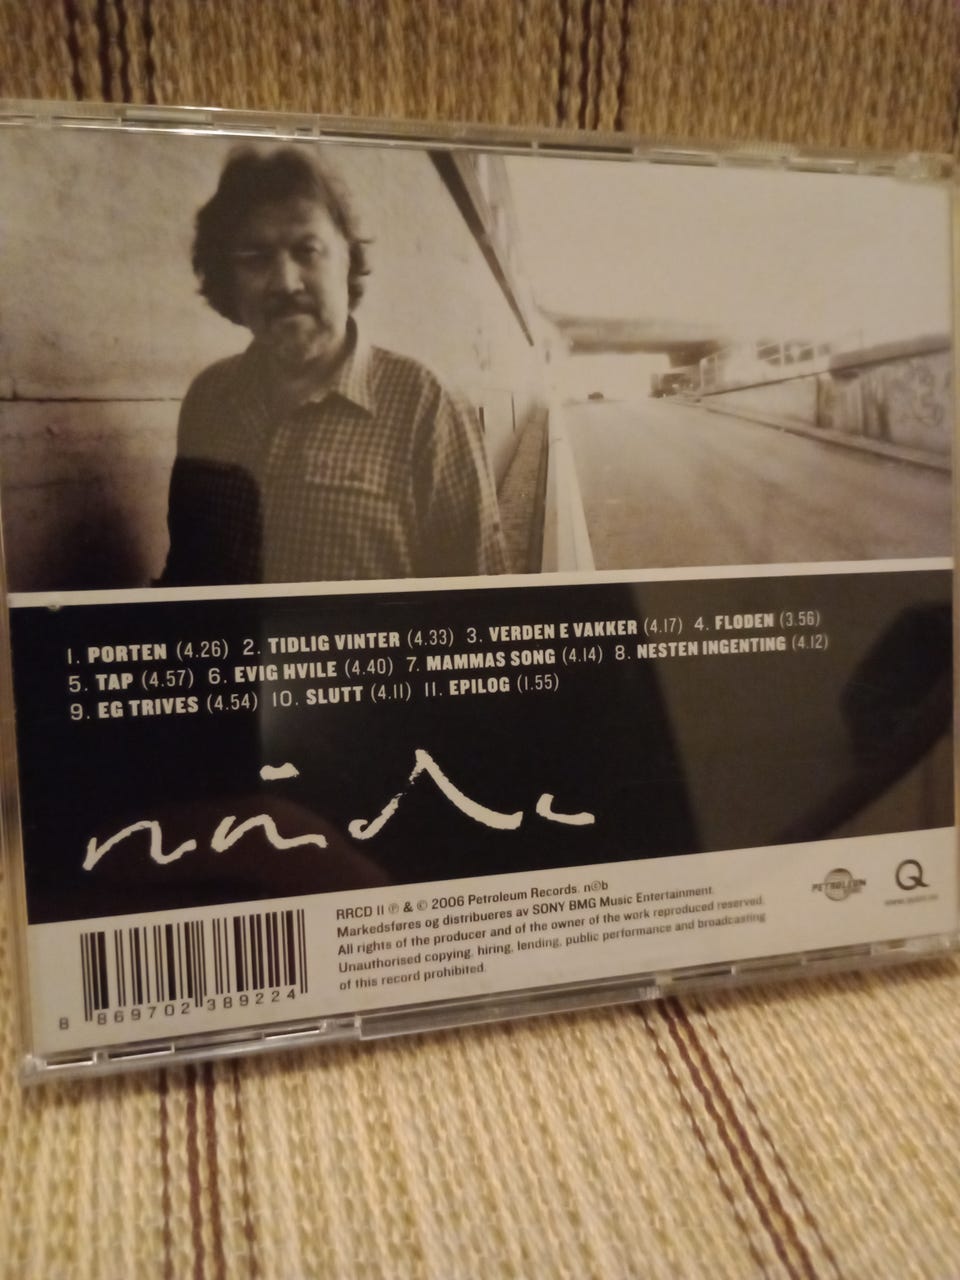 1. PORTEN (4.26) 2. TIDLIG VINTER (4.33) 3. VERDEN E VAKKER (4.17) 4. FLODEN (3.56)
5. TAP (4.57) 6. EVIG HVILE (4.40) 7. MAMMAS SONG (4.14) 8. NESTEN INGENTING (4.12)
9. EG TRIVES (4.54) 10. SLUTT (4.11) 11. EPILOG (1.55)
nåde
RRCD II ℗ & © 2006 Petroleum Records. n©b
Markedsføres og distribueres av SONY BMG Music Entertainment.
All rights of the producer and of the owner of the work reproduced reserved.
Unauthorised copying, hiring, lending, public performance and broadcasting
of this record prohibited.
PETROLEUM
Q
8 869702 389224